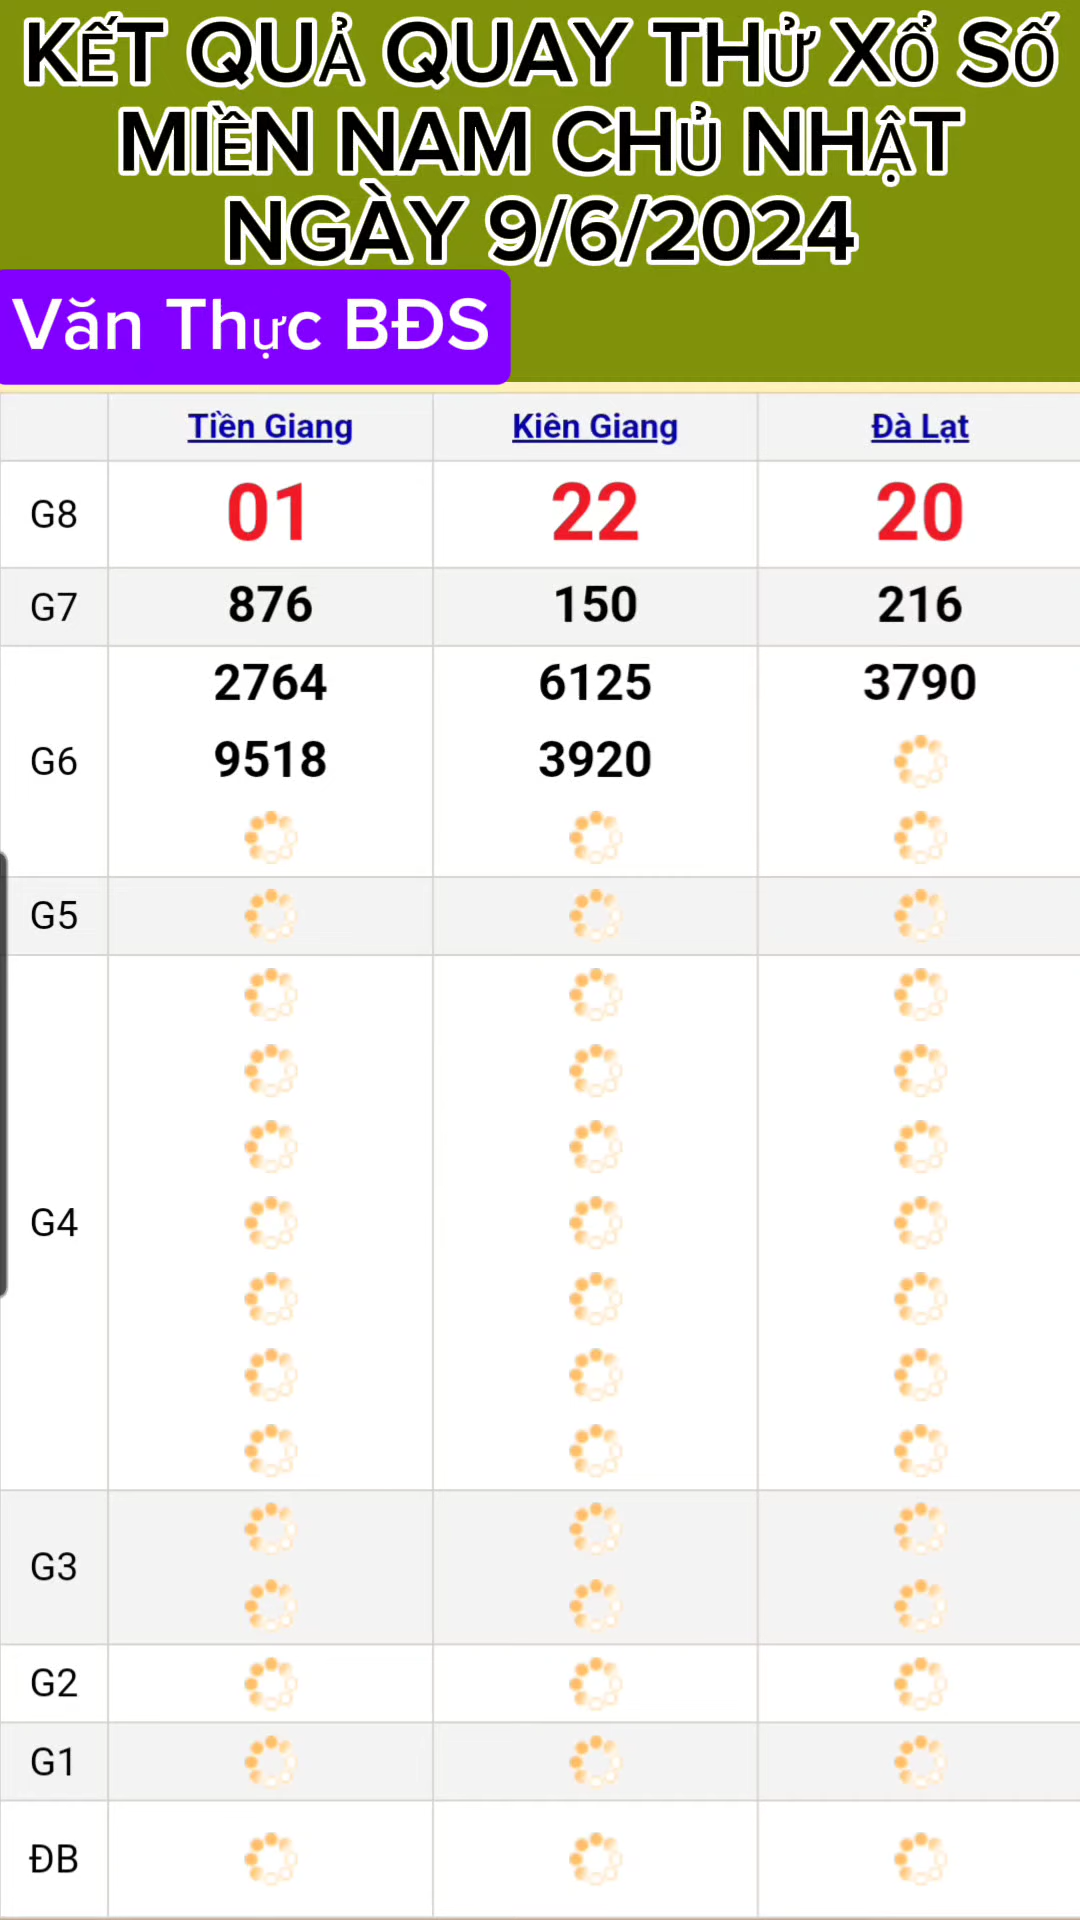 KẾT QUẢ QUAY THỬ XỔ SỐ
MIỀN NAM CHỦ NHẬT
NGÀY 9/6/2024
Văn Thực BĐS
Tiền Giang Kiên Giang Đà Lạt
G8 01 22 20
G7 876 150 216
2764 6125 3790
G6 9518 3920
G5
G4
G3
G2
G1
ĐB